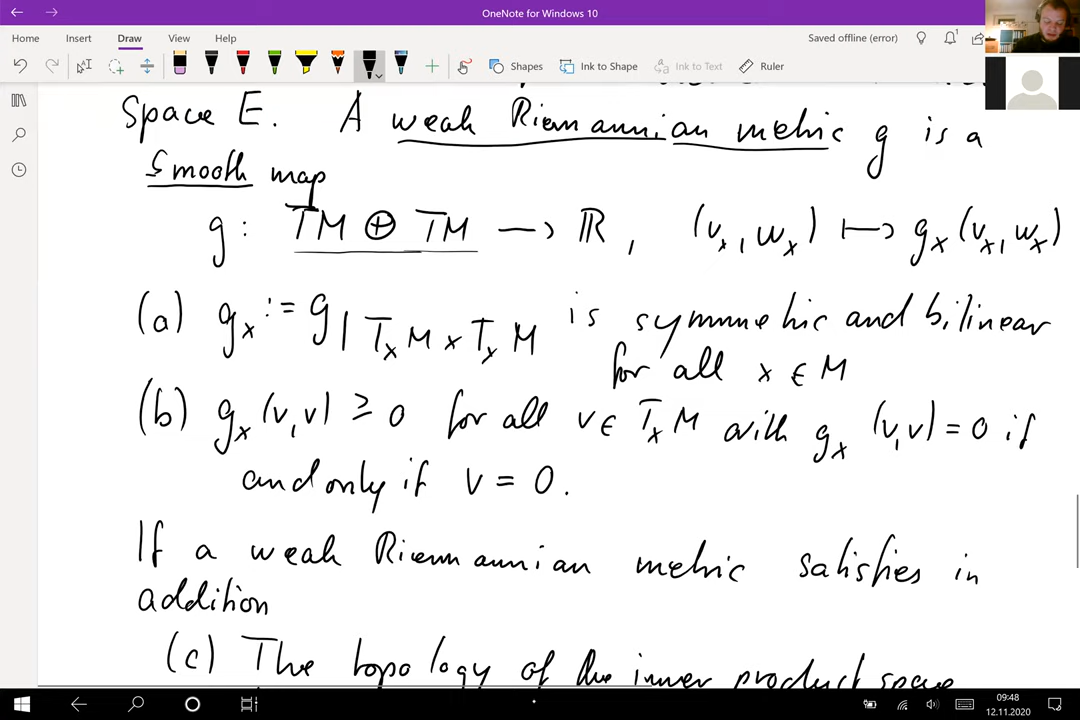 OneNote for Windows 10
Home Insert Draw View Help Saved offline (error)
Shapes Ink to Shape Ink to Text Ruler
Space E. A weak Riemannian metric g is a
smooth map
g: TM ⊕ TM → ℝ, (v_x, w_x) ↦ g_x(v_x, w_x)
(a) g_x := g|T_xM × T_xM is symmetric and bilinear
for all x ∈ M
(b) g_x(v,v) ≥ 0 for all v ∈ T_xM with g_x(v,v) = 0 if
and only if v = 0.
If a weak Riemannian metric satisfies in
addition
(c) The topology of the inner product space
09:48
12.11.2020